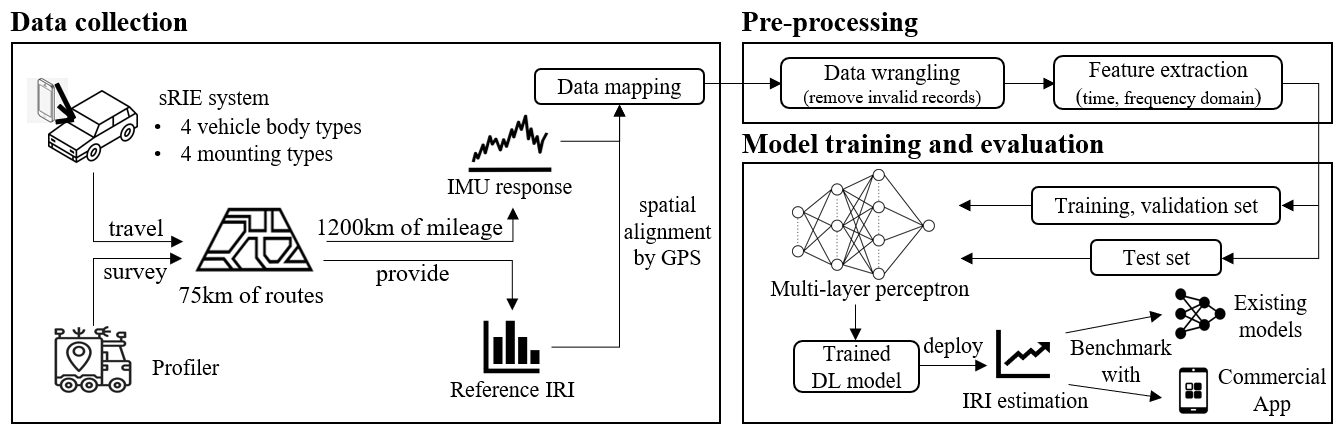 Data collection
sRIE system
• 4 vehicle body types
• 4 mounting types
Data mapping
IMU response
travel
survey
1200km of mileage
provide
75km of routes
spatial
alignment
by GPS
Profiler
Reference IRI
Pre-processing
Data wrangling
(remove invalid records)
Feature extraction
(time, frequency domain)
Model training and evaluation
Training, validation set
Test set
Multi-layer perceptron
Trained
DL model
deploy
IRI estimation
Benchmark
with
Existing
models
Commercial
App